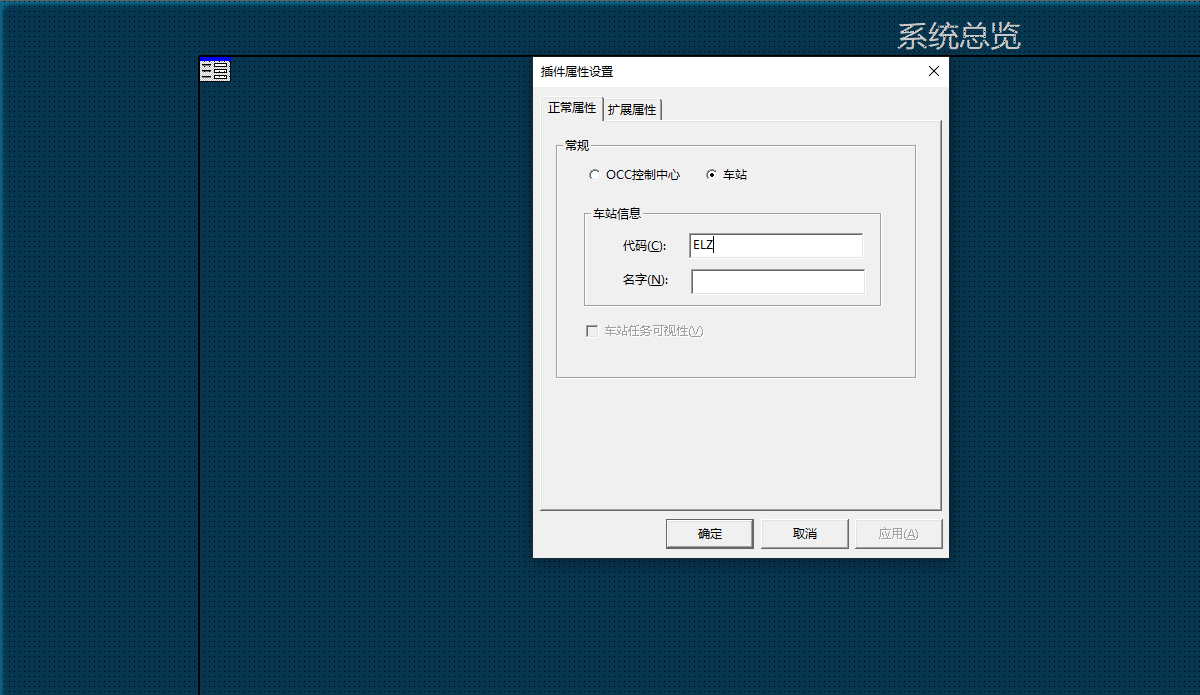 系统总览
插件属性设置
正常属性 扩展属性
常规
OCC控制中心 车站
车站信息
代码(C): ELZ
名字(N):
车站任务可视性(V)
确定 取消 应用(A)